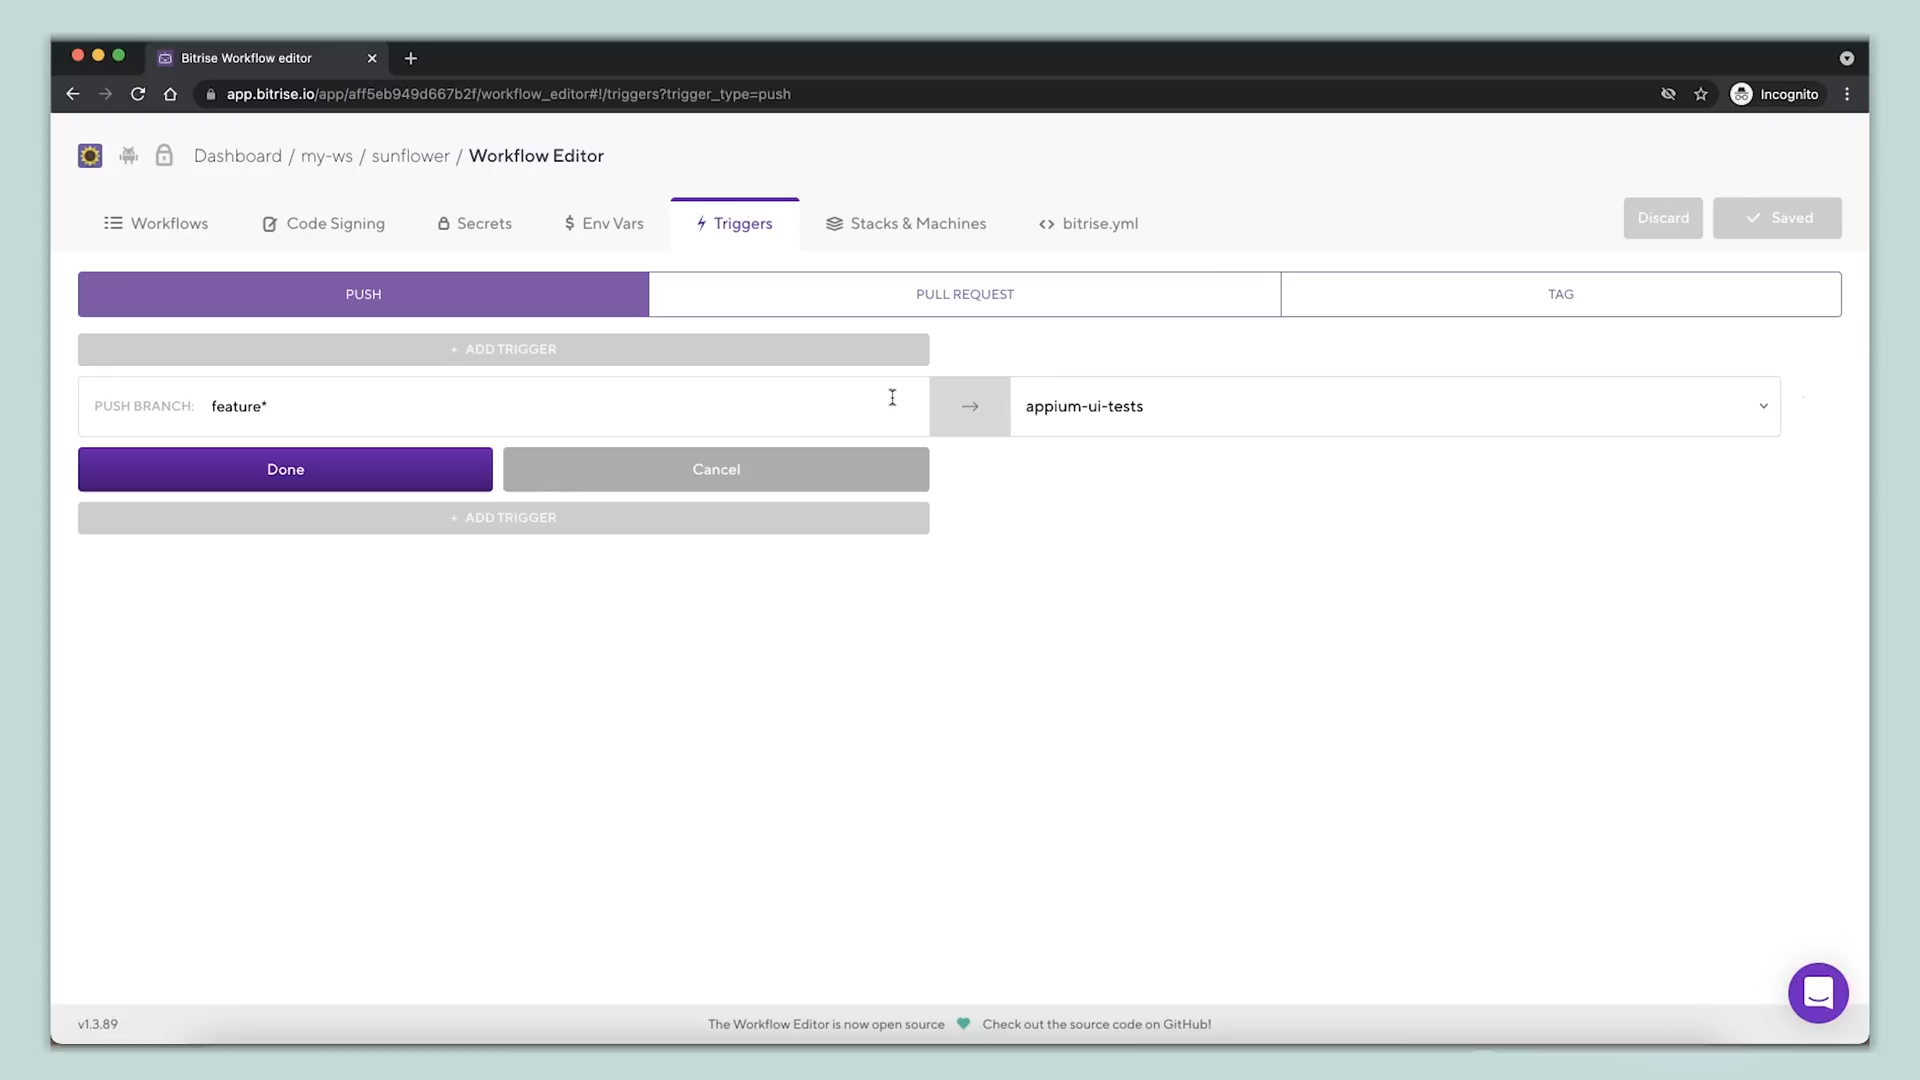 Bitrise Workflow editor
app.bitrise.io/app/aff5eb949d667b2f/workflow_editor#!/triggers?trigger_type=push
Incognito
Dashboard / my-ws / sunflower / Workflow Editor
Workflows
Code Signing
Secrets
$ Env Vars
Triggers
Stacks & Machines
<> bitrise.yml
Discard
Saved
PUSH
PULL REQUEST
TAG
+ ADD TRIGGER
PUSH BRANCH: feature*
→
appium-ui-tests
Done
Cancel
+ ADD TRIGGER
v1.3.89
The Workflow Editor is now open source
Check out the source code on GitHub!